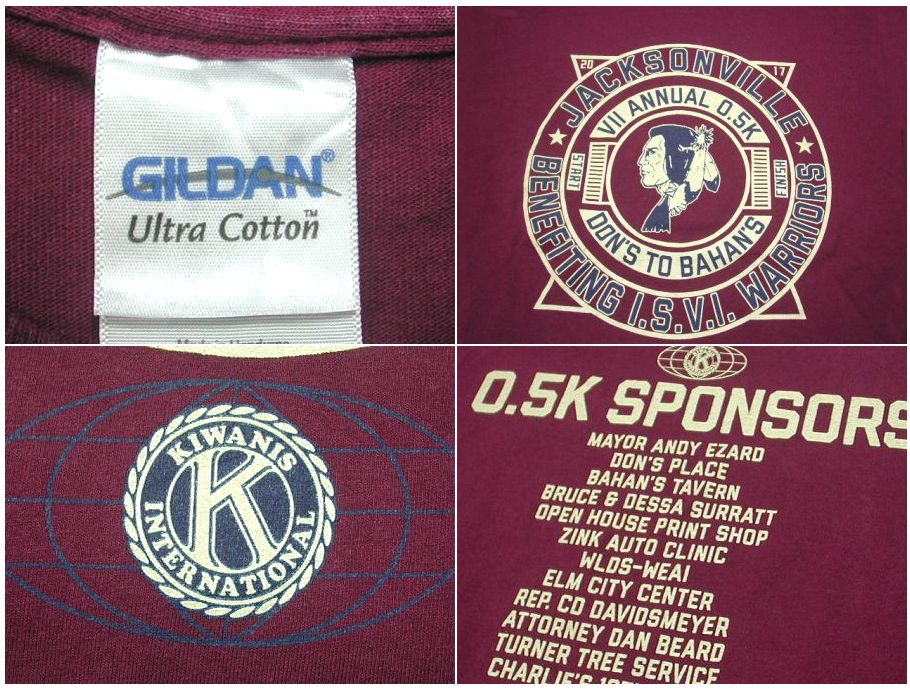 GILDAN®
Ultra Cotton™
20 17
JACKSONVILLE
VII ANNUAL 0.5K
START
FINISH
DON'S TO BAHAN'S
BENEFITING I.S.V.I. WARRIORS
KIWANIS
K
INTERNATIONAL
0.5K SPONSORS
MAYOR ANDY EZARD
DON'S PLACE
BAHAN'S TAVERN
BRUCE & DESSA SURRATT
OPEN HOUSE PRINT SHOP
ZINK AUTO CLINIC
WLDS-WEAI
ELM CITY CENTER
REP. CD DAVIDSMEYER
ATTORNEY DAN BEARD
TURNER TREE SERVICE
CHARLIE'S